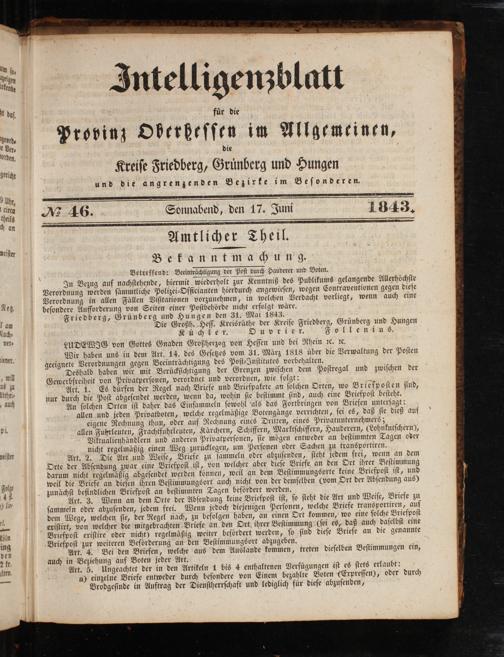 Intelligenzblatt
für die
Provinz Oberhessen im Allgemeinen,
die
Kreise Friedberg, Grünberg und Hungen
und die angrenzenden Bezirke im Besonderen.
№ 46. Sonnabend, den 17. Juni 1843.
Amtlicher Theil.
Bekanntmachung.
Betreffend: Beeinträchtigung der Post durch Hauderer und Boten.
In Bezug auf nachstehende, hiermit wiederholt zur Kenntniß des Publikums gelangende Allerhöchste
Verordnung werden sämmtliche Polizei-Officianten hierdurch angewiesen, wegen Contraventionen gegen diese
Verordnung in allen Fällen Visitationen vorzunehmen, in welchen Verdacht vorliegt, wenn auch eine
besondere Aufforderung von Seiten einer Postbehörde nicht erfolgt wäre.
Friedberg, Grünberg und Hungen den 31. Mai 1843.
Die Großh. Hess. Kreisräthe der Kreise Friedberg, Grünberg und Hungen
Küchler. Ouvrier. Follenius.
LUDWIG von Gottes Gnaden Großherzog von Hessen und bei Rhein ꝛc. ꝛc.
Wir haben uns in dem Art. 14. des Gesetzes vom 31. März 1818 über die Verwaltung der Posten
geeignete Verordnungen gegen Beeinträchtigung des Post-Instituts vorbehalten.
Deshalb haben wir mit Berücksichtigung der Grenzen zwischen dem Postregal und zwischen der
Gewerbsfreiheit von Privatpersonen, verordnet und verordnen, wie folgt:
Art. 1. Es dürfen der Regel nach Briefe und Briefpakete an solchen Orten, wo Briefposten sind,
nur durch die Post abgesendet werden, wenn da, wohin sie bestimmt sind, auch eine Briefpost besteht.
An solchen Orten ist daher das Einsammeln sowohl als das Fortbringen von Briefen untersagt:
allen und jeden Privatboten, welche regelmäßige Botengänge verrichten, sei es, daß sie dieß auf
eigene Rechnung thun, oder auf Rechnung eines Dritten, eines Privatunternehmers;
allen Fuhrleuten, Frachtfuhrleuten, Kärchern, Schiffern, Marktschiffern, Hauderern, (Lehnkutschern),
Viktualienhändlern und anderen Privatpersonen, sie mögen entweder an bestimmten Tagen oder
nicht regelmäßig einen Weg zurücklegen, um Personen oder Sachen zu transportiren.
Art. 2. Die Art und Weise, Briefe zu sammeln oder abzusenden, steht jedem frei, wenn an dem
Orte der Absendung zwar eine Briefpost ist, von welcher aber diese Briefe an den Ort ihrer Bestimmung
darum nicht regelmäßig abgesendet werden können, weil an dem Bestimmungsorte keine Briefpost ist, und
weil die Briefe an diesen ihren Bestimmungsort auch nicht von der demselben (vom Ort der Absendung aus)
zunächst befindlichen Briefpost an bestimmten Tagen befördert werden.
Art. 3. Wenn an dem Orte der Absendung keine Briefpost ist, so steht die Art und Weise, Briefe zu
sammeln oder abzusenden, jedem frei. Wenn jedoch diejenigen Personen, welche Briefe transportiren, auf
dem Wege, welchen sie, der Regel nach, zu befolgen haben, an einen Ort kommen, wo eine solche Briefpost
existirt, von welcher die mitgebrachten Briefe an den Ort ihrer Bestimmung (sei es, daß auch daselbst eine
Briefpost existire oder nicht) regelmäßig weiter befördert werden, so sind diese Briefe an die genannte
Briefpost zur weiteren Beförderung an den Bestimmungsort abzugeben.
Art. 4. Bei den Briefen, welche aus dem Auslande kommen, treten dieselben Bestimmungen ein,
auch in Beziehung auf Boten jeder Art.
Art. 5. Ungeachtet der in den Artikeln 1 bis 4 enthaltenen Verfügungen ist es stets erlaubt:
a) einzelne Briefe entweder durch besondere von Einem bezahlte Boten (Expressen), oder durch
Brodgesinde in Auftrag der Dienstherrschaft und lediglich für diese abzusenden,